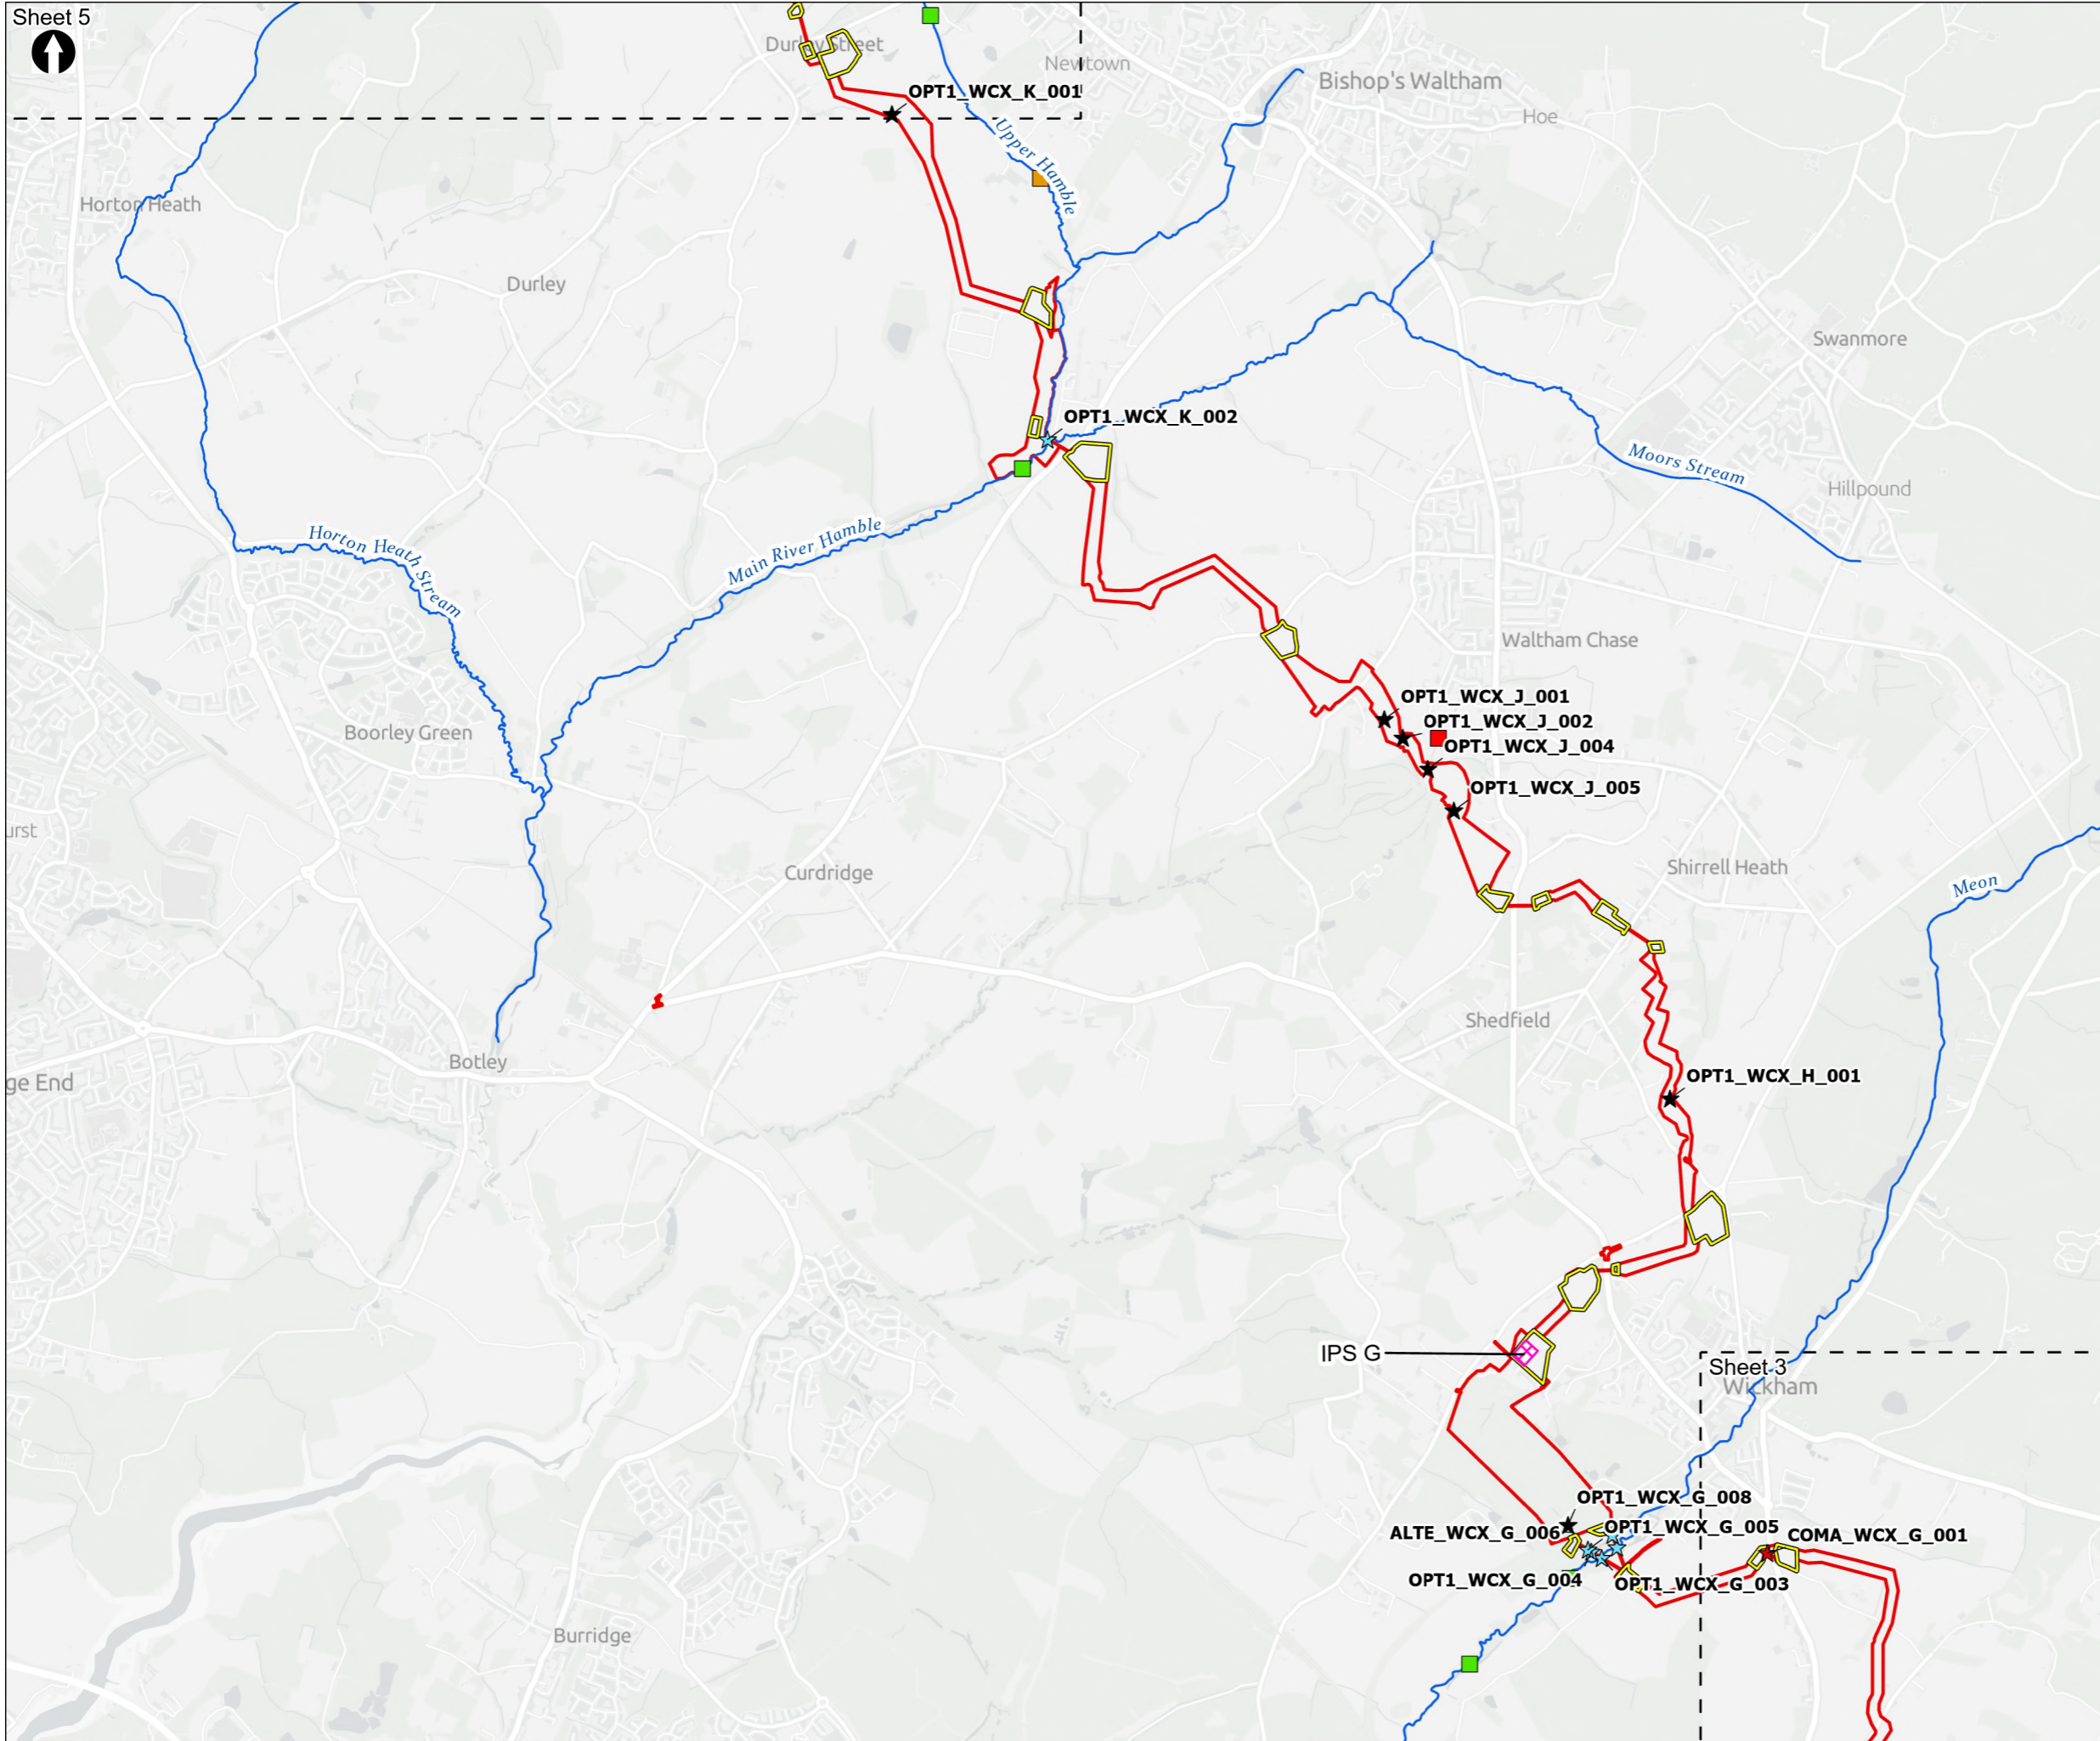 Sheet 5
Durley Street
Newtown
Bishop's Waltham
OPT1_WCX_K_001
Hoe
Upper Hamble
Horton Heath
Durley
Swanmore
OPT1_WCX_K_002
Moors Stream
Hillpound
Horton Heath Stream
Main River Hamble
Waltham Chase
OPT1_WCX_J_001
OPT1_WCX_J_002
Boorley Green
OPT1_WCX_J_004
OPT1_WCX_J_005
urst
Curdridge
Shirrell Heath
Meon
Shedfield
Botley
OPT1_WCX_H_001
ge End
IPS G
Sheet 3
Wickham
OPT1_WCX_G_008
ALTE_WCX_G_006
OPT1_WCX_G_005
COMA_WCX_G_001
OPT1_WCX_G_004
OPT1_WCX_G_003
Burridge